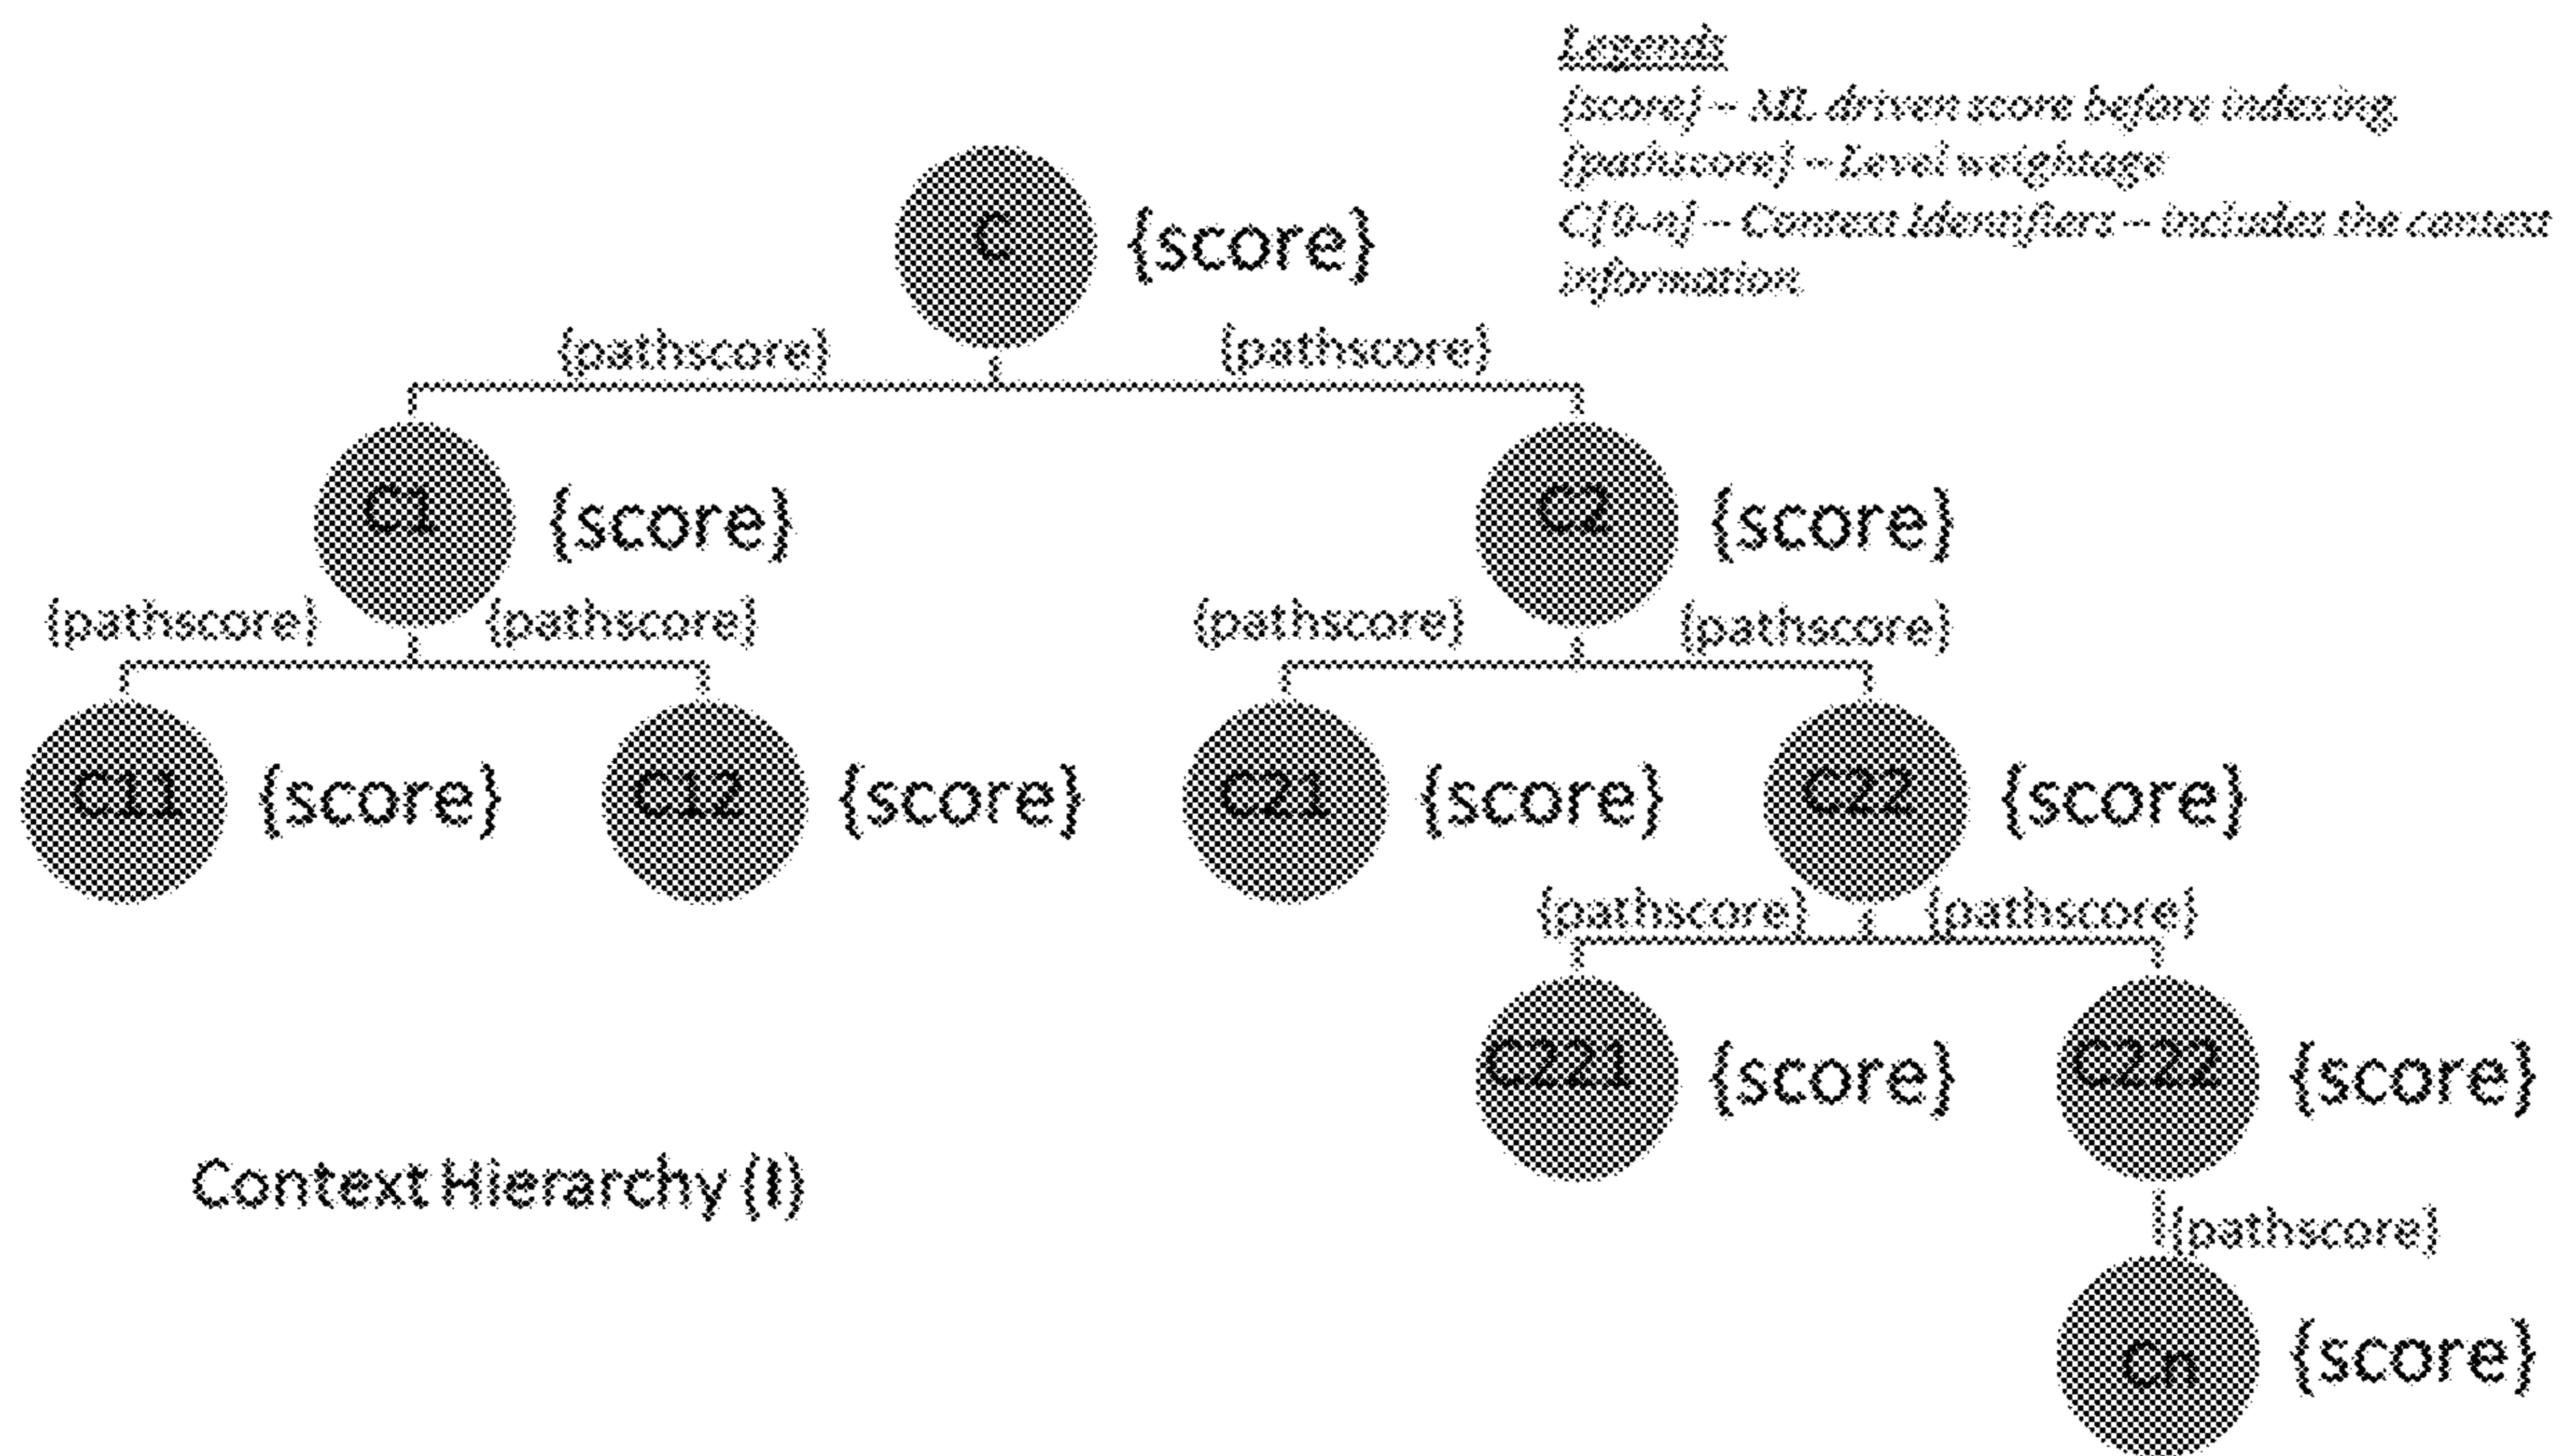 Legends
{score} – ML driven score before indexing
{pathscore} – Level weightage
C[0-n] – Context Identifiers – includes the context
information
C {score}
{pathscore} {pathscore}
C1 {score} C2 {score}
{pathscore} {pathscore} {pathscore} {pathscore}
C11 {score} C12 {score} C21 {score} C22 {score}
{pathscore} {pathscore}
C221 {score} C222 {score}
Context Hierarchy (I)
{pathscore}
Cn {score}